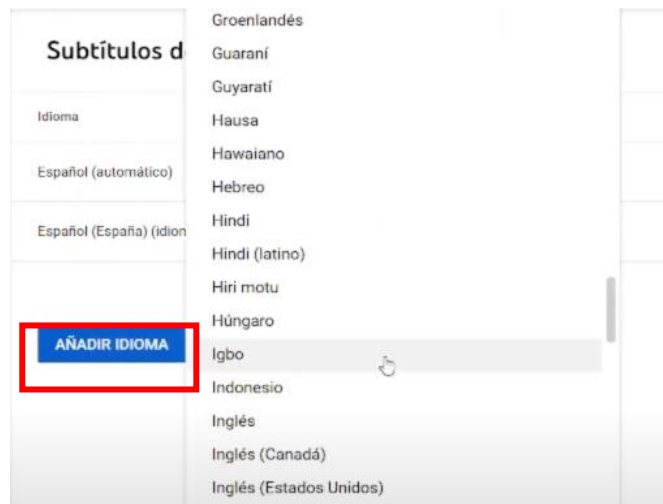 Subtítulos d
Idioma
Español (automático)
Español (España) (idion
AÑADIR IDIOMA
Groenlandés
Guaraní
Guyaratí
Hausa
Hawaiano
Hebreo
Hindi
Hindi (latino)
Hiri motu
Húngaro
Igbo
Indonesio
Inglés
Inglés (Canadá)
Inglés (Estados Unidos)